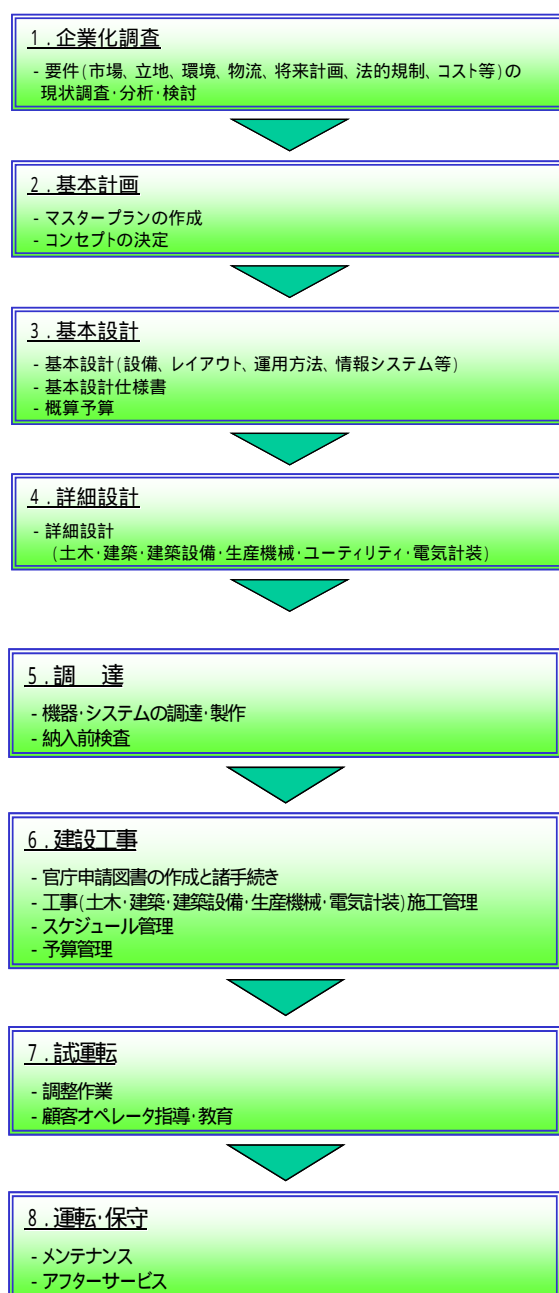 1.企業化調査
- 要件(市場、立地、環境、物流、将来計画、法的規制、コスト等)の
現状調査・分析・検討
2.基本計画
- マスタープランの作成
- コンセプトの決定
3.基本設計
- 基本設計(設備、レイアウト、運用方法、情報システム等)
- 基本設計仕様書
- 概算予算
4.詳細設計
- 詳細設計
(土木・建築・建築設備・生産機械・ユーティリティ・電気計装)
5.調　達
- 機器・システムの調達・製作
- 納入前検査
6.建設工事
- 官庁申請図書の作成と諸手続き
- 工事(土木・建築・建築設備・生産機械・電気計装)施工管理
- スケジュール管理
- 予算管理
7.試運転
- 調整作業
- 顧客オペレータ指導・教育
8.運転・保守
- メンテナンス
- アフターサービス